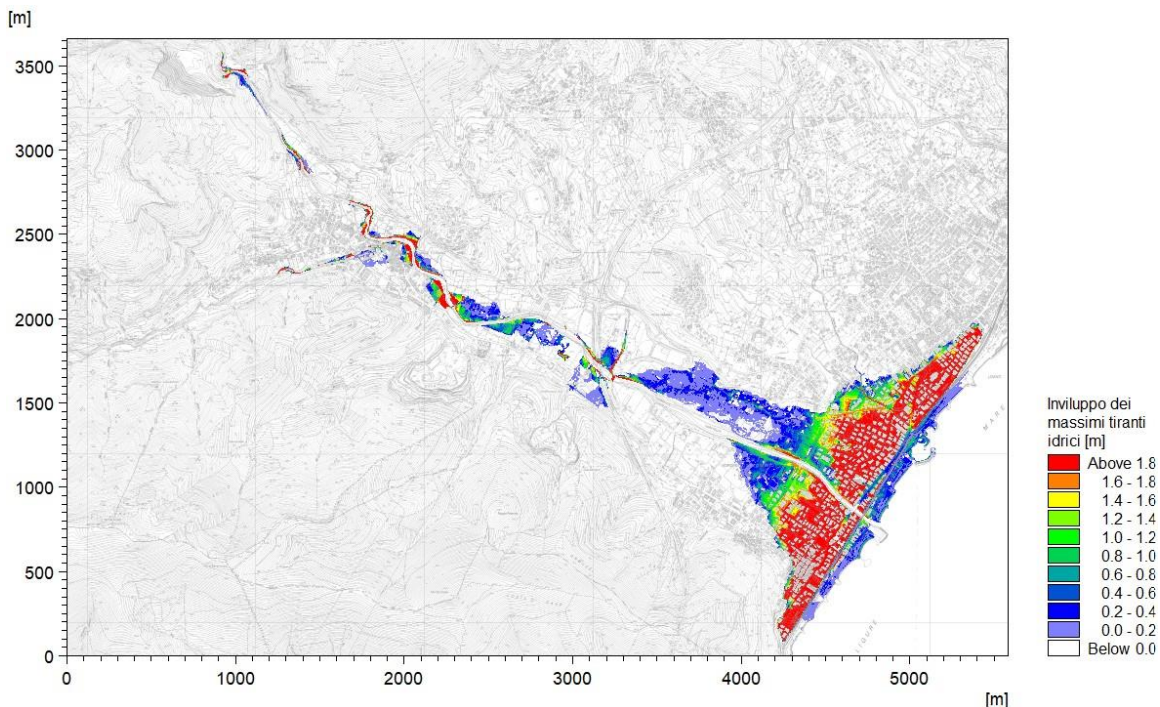 [m]
3500
3000
2500
2000
1500
1000
500
0
0
1000
2000
3000
4000
5000
[m]
Inviluppo dei
massimi tiranti
idrici [m]
Above 1.8
1.6 - 1.8
1.4 - 1.6
1.2 - 1.4
1.0 - 1.2
0.8 - 1.0
0.6 - 0.8
0.4 - 0.6
0.2 - 0.4
0.0 - 0.2
Below 0.0
MARE